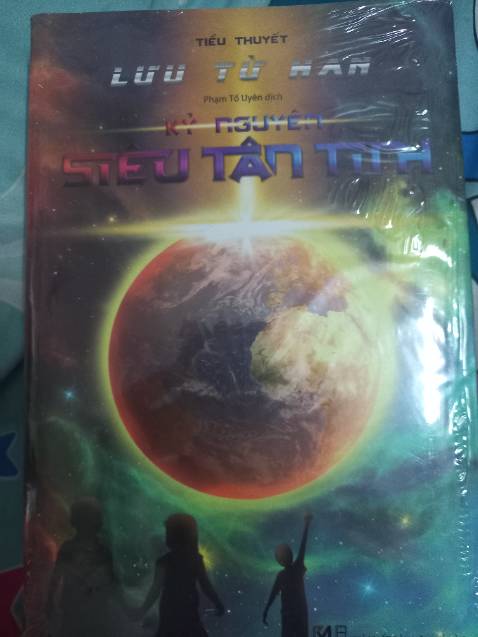 TIỂU THUYẾT
LƯU TỪ HÂN
Phạm Tố Uyên dịch
KỶ NGUYÊN
SIÊU TÂN TINH